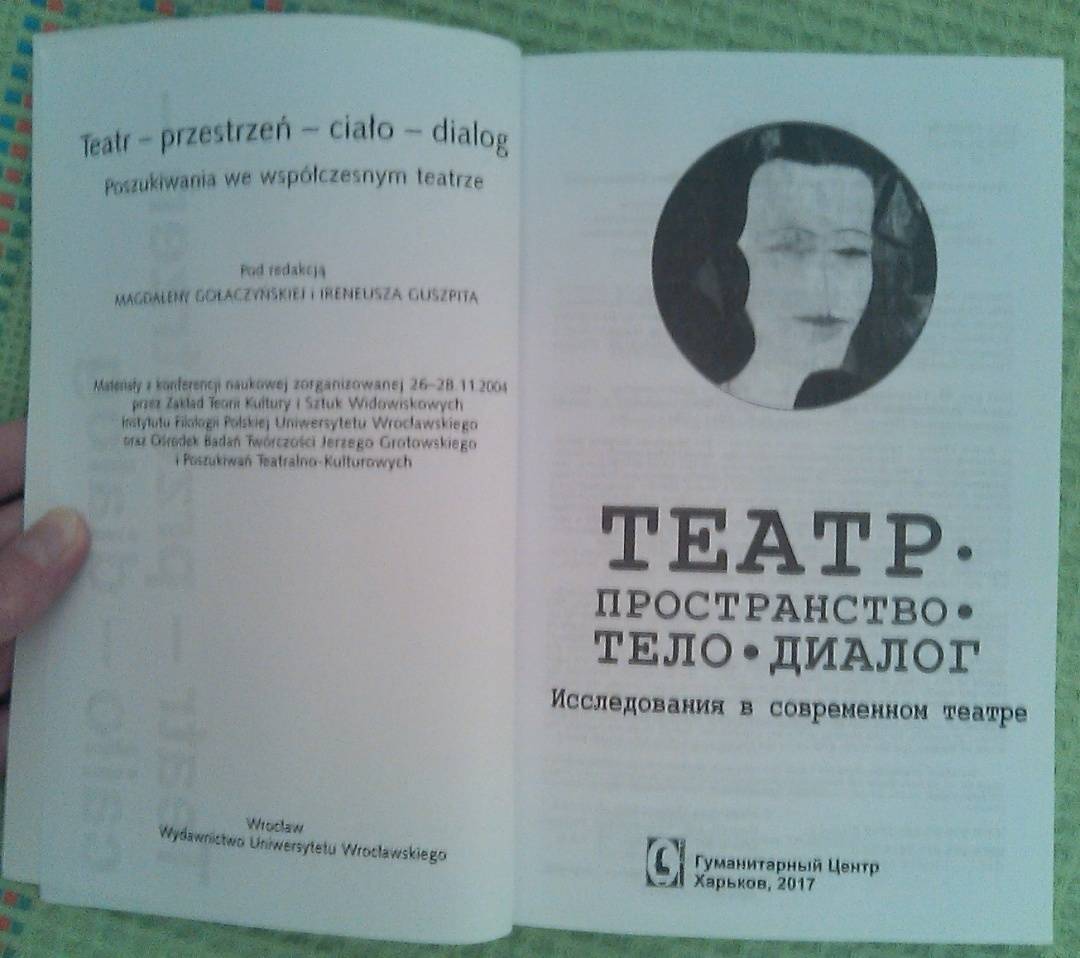 Teatr – przestrzeń – ciało – dialog
Poszukiwania we współczesnym teatrze
Pod redakcją
MAGDALENY GOŁACZYŃSKIEJ i IRENEUSZA GUSZPITA
Materiały z konferencji naukowej zorganizowanej 26–28.11.2004
przez Zakład Teorii Kultury i Sztuk Widowiskowych
Instytutu Filologii Polskiej Uniwersytetu Wrocławskiego
oraz Ośrodek Badań Twórczości Jerzego Grotowskiego
i Poszukiwań Teatralno-Kulturowych
Wrocław
Wydawnictwo Uniwersytetu Wrocławskiego
ТЕАТР•
ПРОСТРАНСТВО•
ТЕЛО•ДИАЛОГ
Исследования в современном театре
Гуманитарный Центр
Харьков, 2017